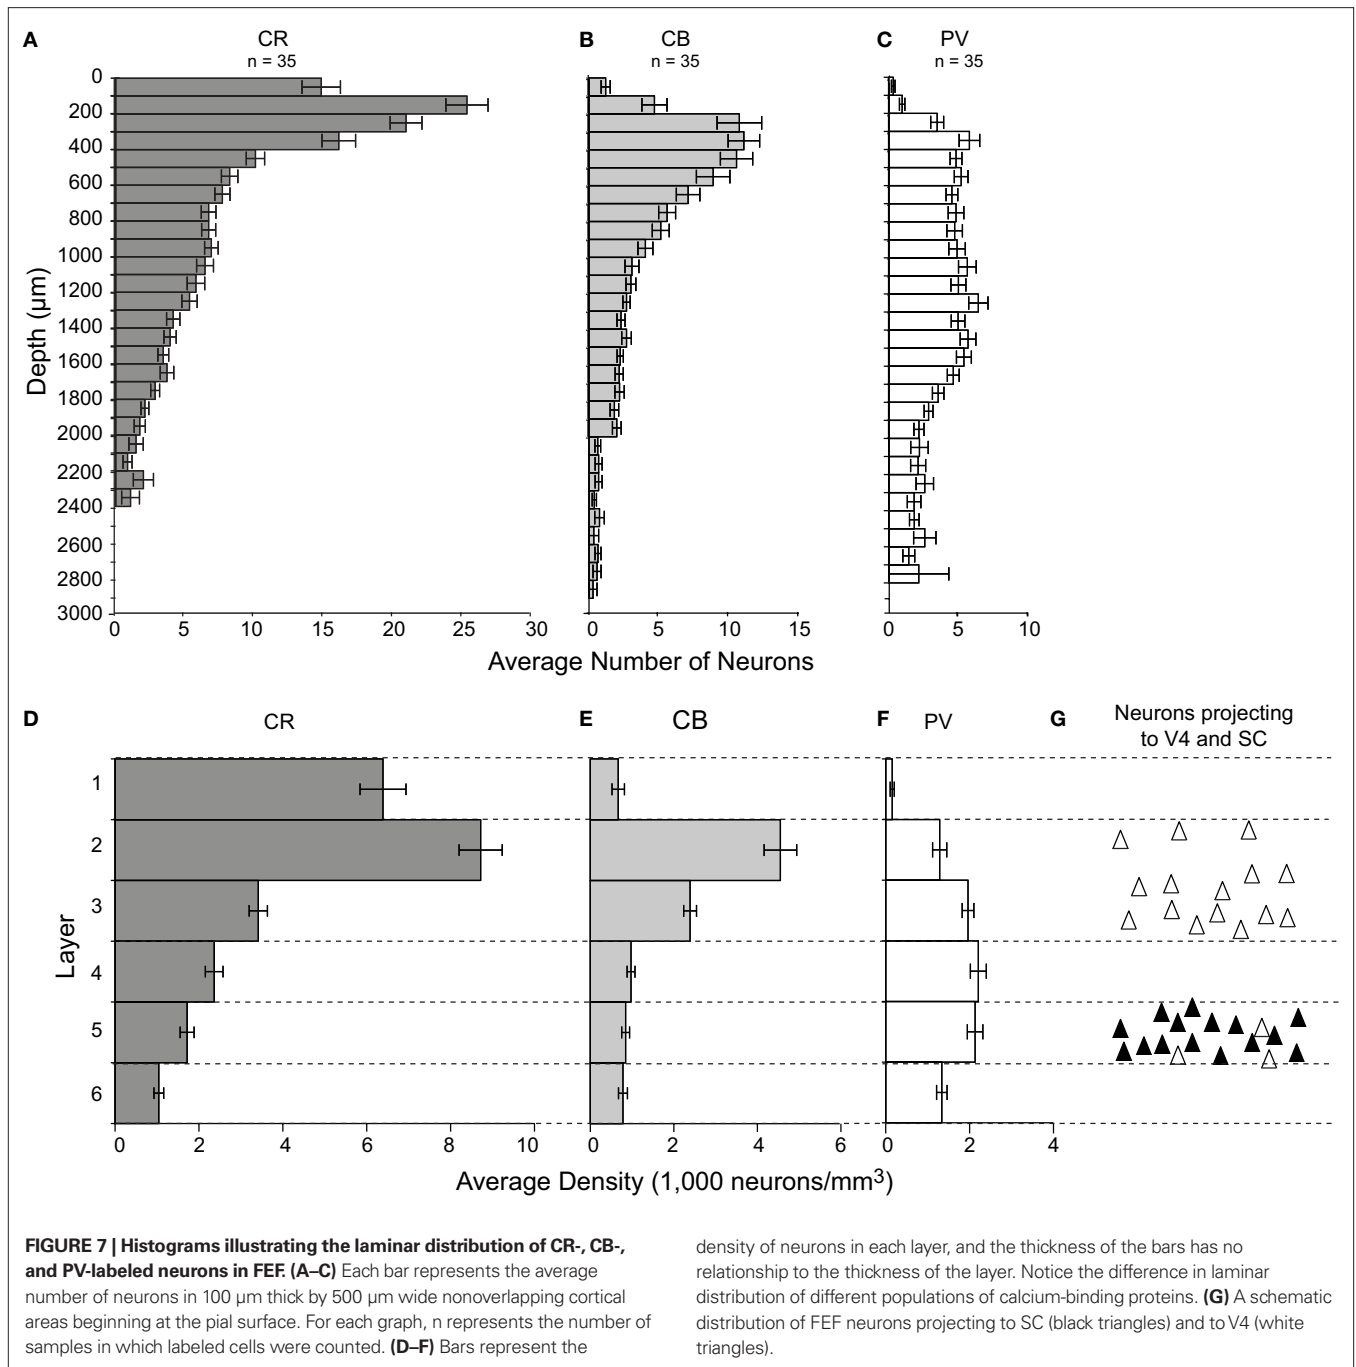 A
CR
n = 35
B
CB
n = 35
C
PV
n = 35
Depth (µm)
0
200
400
600
800
1000
1200
1400
1600
1800
2000
2200
2400
2600
2800
3000
0 5 10 15 20 25 30
0 5 10 15
0 5 10
Average Number of Neurons
D
CR
E
CB
F
PV
G
Neurons projecting
to V4 and SC
Layer
1
2
3
4
5
6
0 2 4 6 8 10
0 2 4 6
0 2 4
Average Density (1,000 neurons/mm³)
FIGURE 7 | Histograms illustrating the laminar distribution of CR-, CB-,
and PV-labeled neurons in FEF. (A–C) Each bar represents the average
number of neurons in 100 µm thick by 500 µm wide nonoverlapping cortical
areas beginning at the pial surface. For each graph, n represents the number of
samples in which labeled cells were counted. (D–F) Bars represent the
density of neurons in each layer, and the thickness of the bars has no
relationship to the thickness of the layer. Notice the difference in laminar
distribution of different populations of calcium-binding proteins. (G) A schematic
distribution of FEF neurons projecting to SC (black triangles) and to V4 (white
triangles).